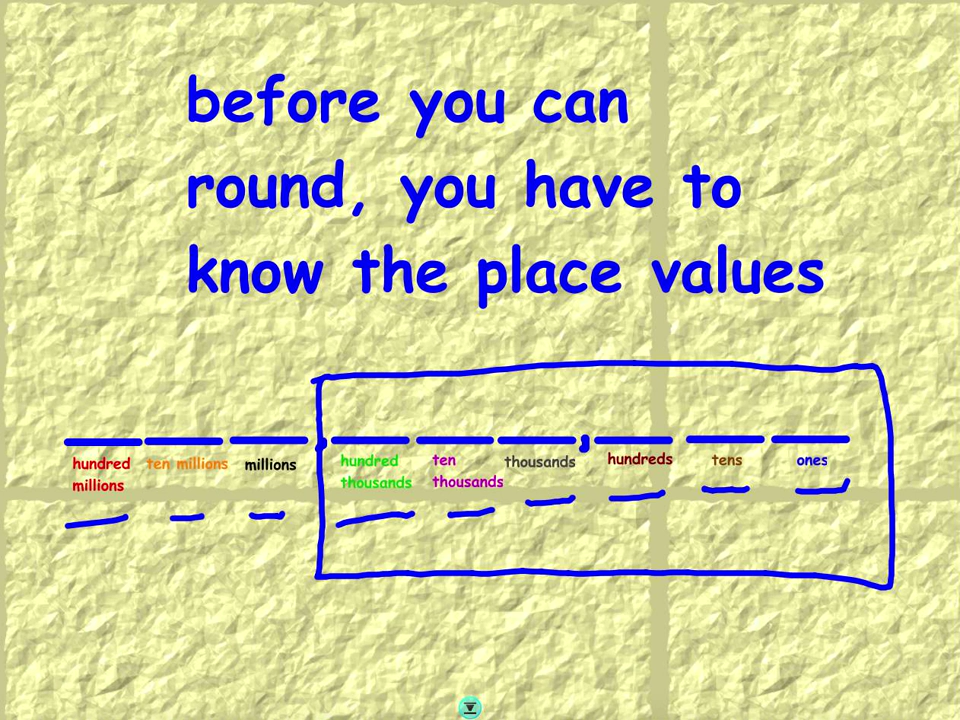 before you can
round, you have to
know the place values
, ,
hundred ten millions millions hundred ten thousands hundreds tens ones
millions thousands thousands